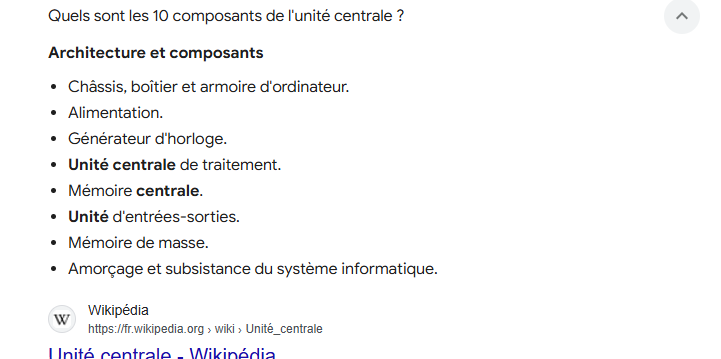 Quels sont les 10 composants de l'unité centrale ?
Architecture et composants
• Châssis, boîtier et armoire d'ordinateur.
• Alimentation.
• Générateur d'horloge.
• Unité centrale de traitement.
• Mémoire centrale.
• Unité d'entrées-sorties.
• Mémoire de masse.
• Amorçage et subsistance du système informatique.
W
Wikipédia
https://fr.wikipedia.org › wiki › Unité_centrale
Unité centrale - Wikipédia